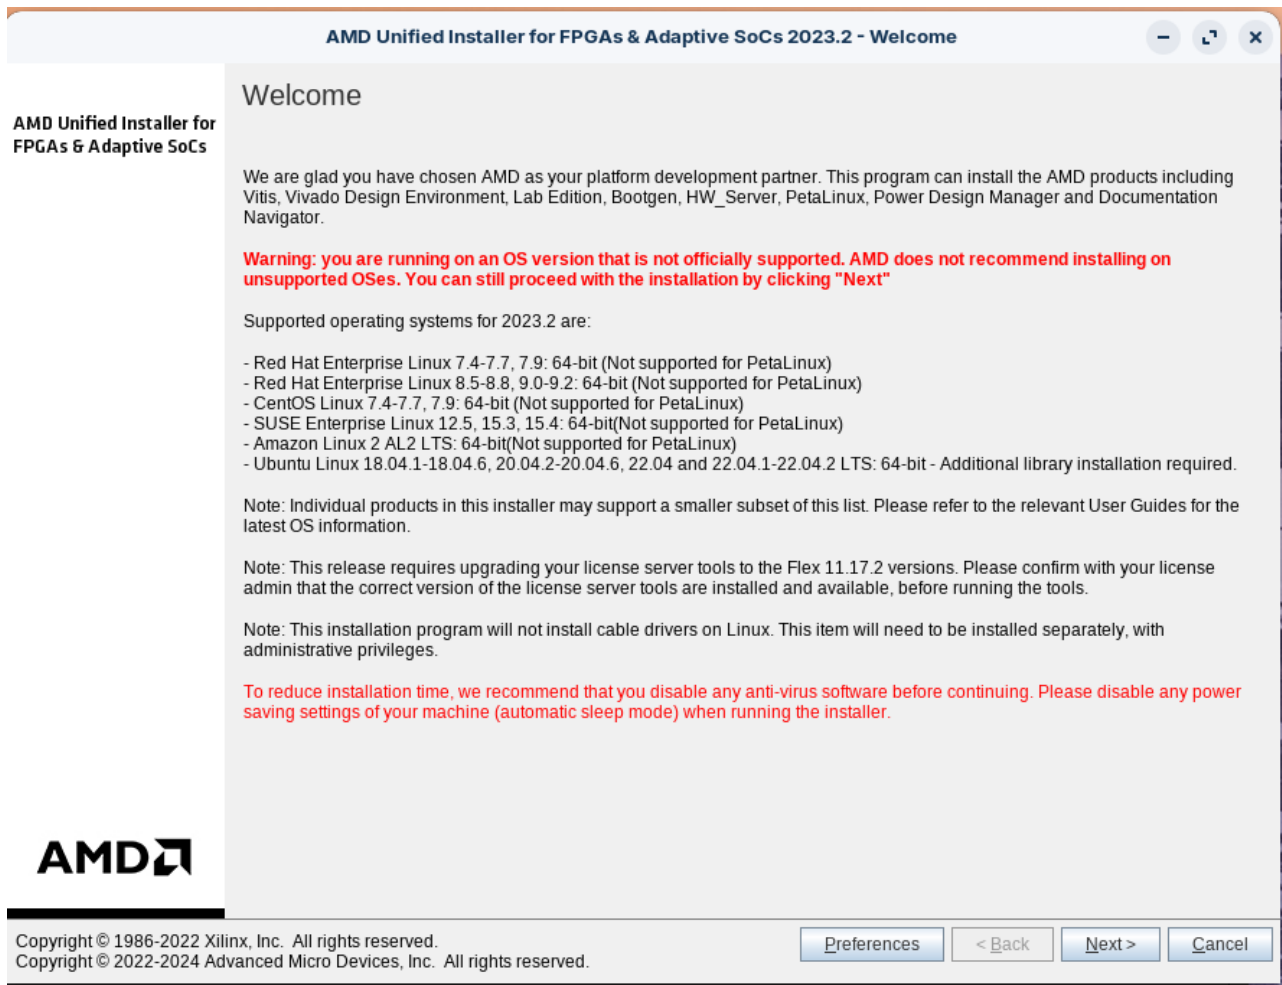 AMD Unified Installer for FPGAs & Adaptive SoCs 2023.2 - Welcome
AMD Unified Installer for
FPGAs & Adaptive SoCs
Welcome
We are glad you have chosen AMD as your platform development partner. This program can install the AMD products including
Vitis, Vivado Design Environment, Lab Edition, Bootgen, HW_Server, PetaLinux, Power Design Manager and Documentation
Navigator.
Warning: you are running on an OS version that is not officially supported. AMD does not recommend installing on
unsupported OSes. You can still proceed with the installation by clicking "Next"
Supported operating systems for 2023.2 are:
- Red Hat Enterprise Linux 7.4-7.7, 7.9: 64-bit (Not supported for PetaLinux)
- Red Hat Enterprise Linux 8.5-8.8, 9.0-9.2: 64-bit (Not supported for PetaLinux)
- CentOS Linux 7.4-7.7, 7.9: 64-bit (Not supported for PetaLinux)
- SUSE Enterprise Linux 12.5, 15.3, 15.4: 64-bit(Not supported for PetaLinux)
- Amazon Linux 2 AL2 LTS: 64-bit(Not supported for PetaLinux)
- Ubuntu Linux 18.04.1-18.04.6, 20.04.2-20.04.6, 22.04 and 22.04.1-22.04.2 LTS: 64-bit - Additional library installation required.
Note: Individual products in this installer may support a smaller subset of this list. Please refer to the relevant User Guides for the
latest OS information.
Note: This release requires upgrading your license server tools to the Flex 11.17.2 versions. Please confirm with your license
admin that the correct version of the license server tools are installed and available, before running the tools.
Note: This installation program will not install cable drivers on Linux. This item will need to be installed separately, with
administrative privileges.
To reduce installation time, we recommend that you disable any anti-virus software before continuing. Please disable any power
saving settings of your machine (automatic sleep mode) when running the installer.
AMD
Copyright © 1986-2022 Xilinx, Inc. All rights reserved.
Copyright © 2022-2024 Advanced Micro Devices, Inc. All rights reserved.
Preferences < Back Next > Cancel